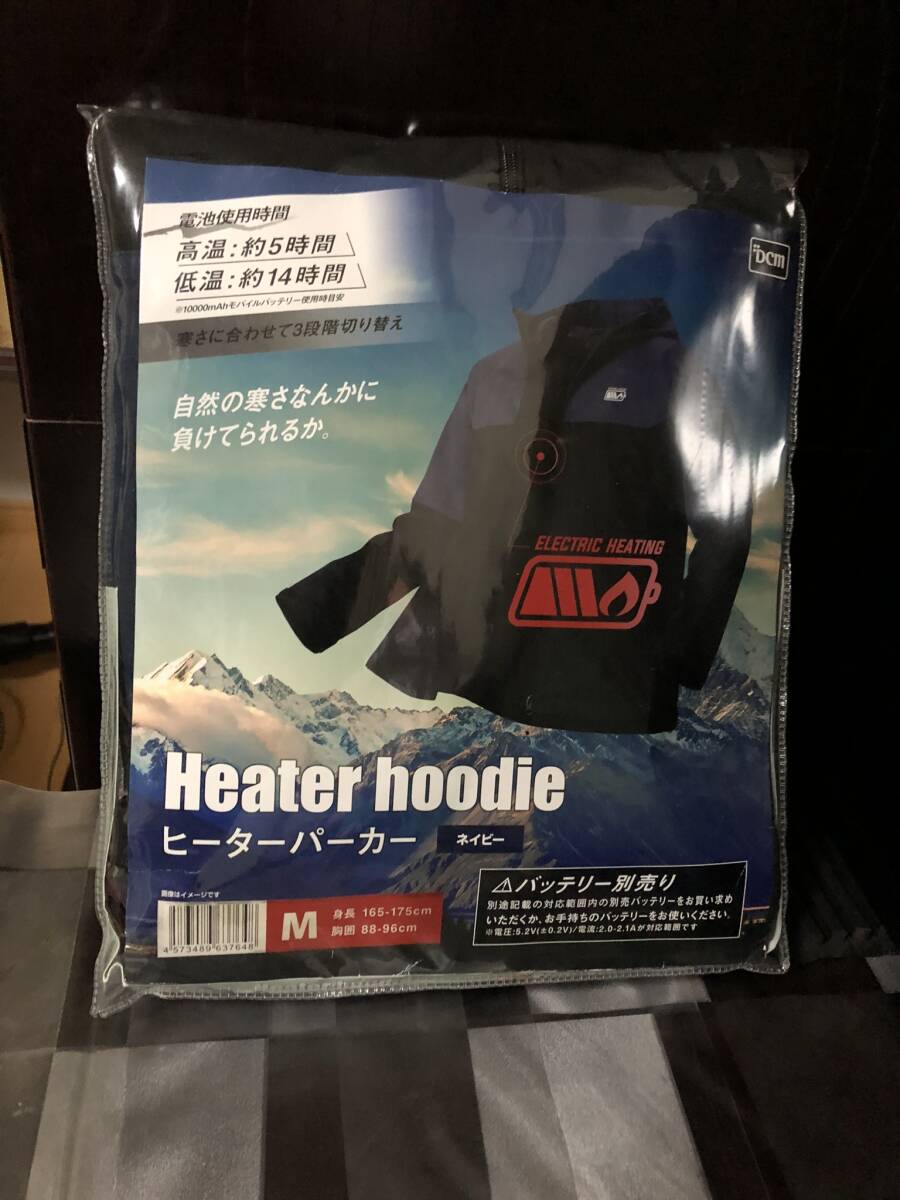 電池使用時間
高温:約5時間
低温:約14時間
※10000mAhモバイルバッテリー使用時目安
寒さに合わせて3段階切り替え
DCM
自然の寒さなんかに
負けてられるか。
ELECTRIC HEATING
Heater hoodie
ヒーターパーカー
ネイビー
画像はイメージです
4573489637648
M
身長 165-175cm
胸囲 88-96cm
⚠バッテリー別売り
別途記載の対応範囲内の別売バッテリーをお買い求め
いただくか、お手持ちのバッテリーをお使いください。
※電圧:5.2V(±0.2V)/電流:2.0-2.1Aが対応範囲です